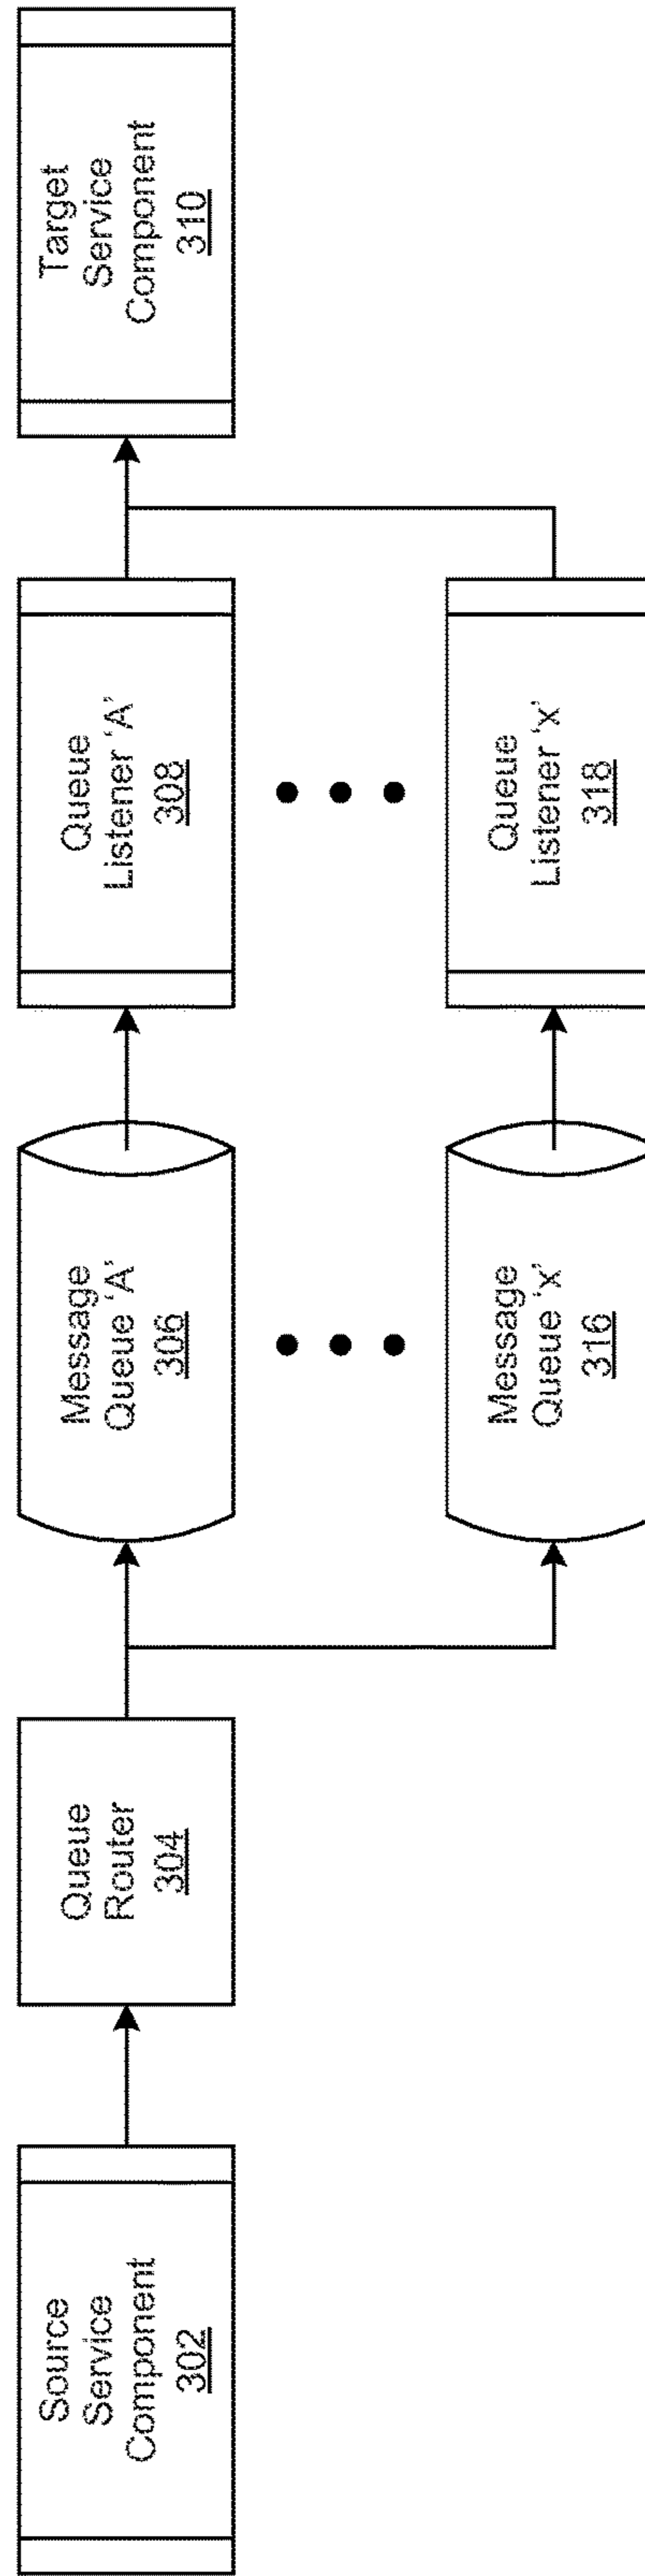 Source
Service
Component
302
Queue
Router
304
Message
Queue 'A'
306
Queue
Listener 'A'
308
Target
Service
Component
310
Message
Queue 'x'
316
Queue
Listener 'x'
318